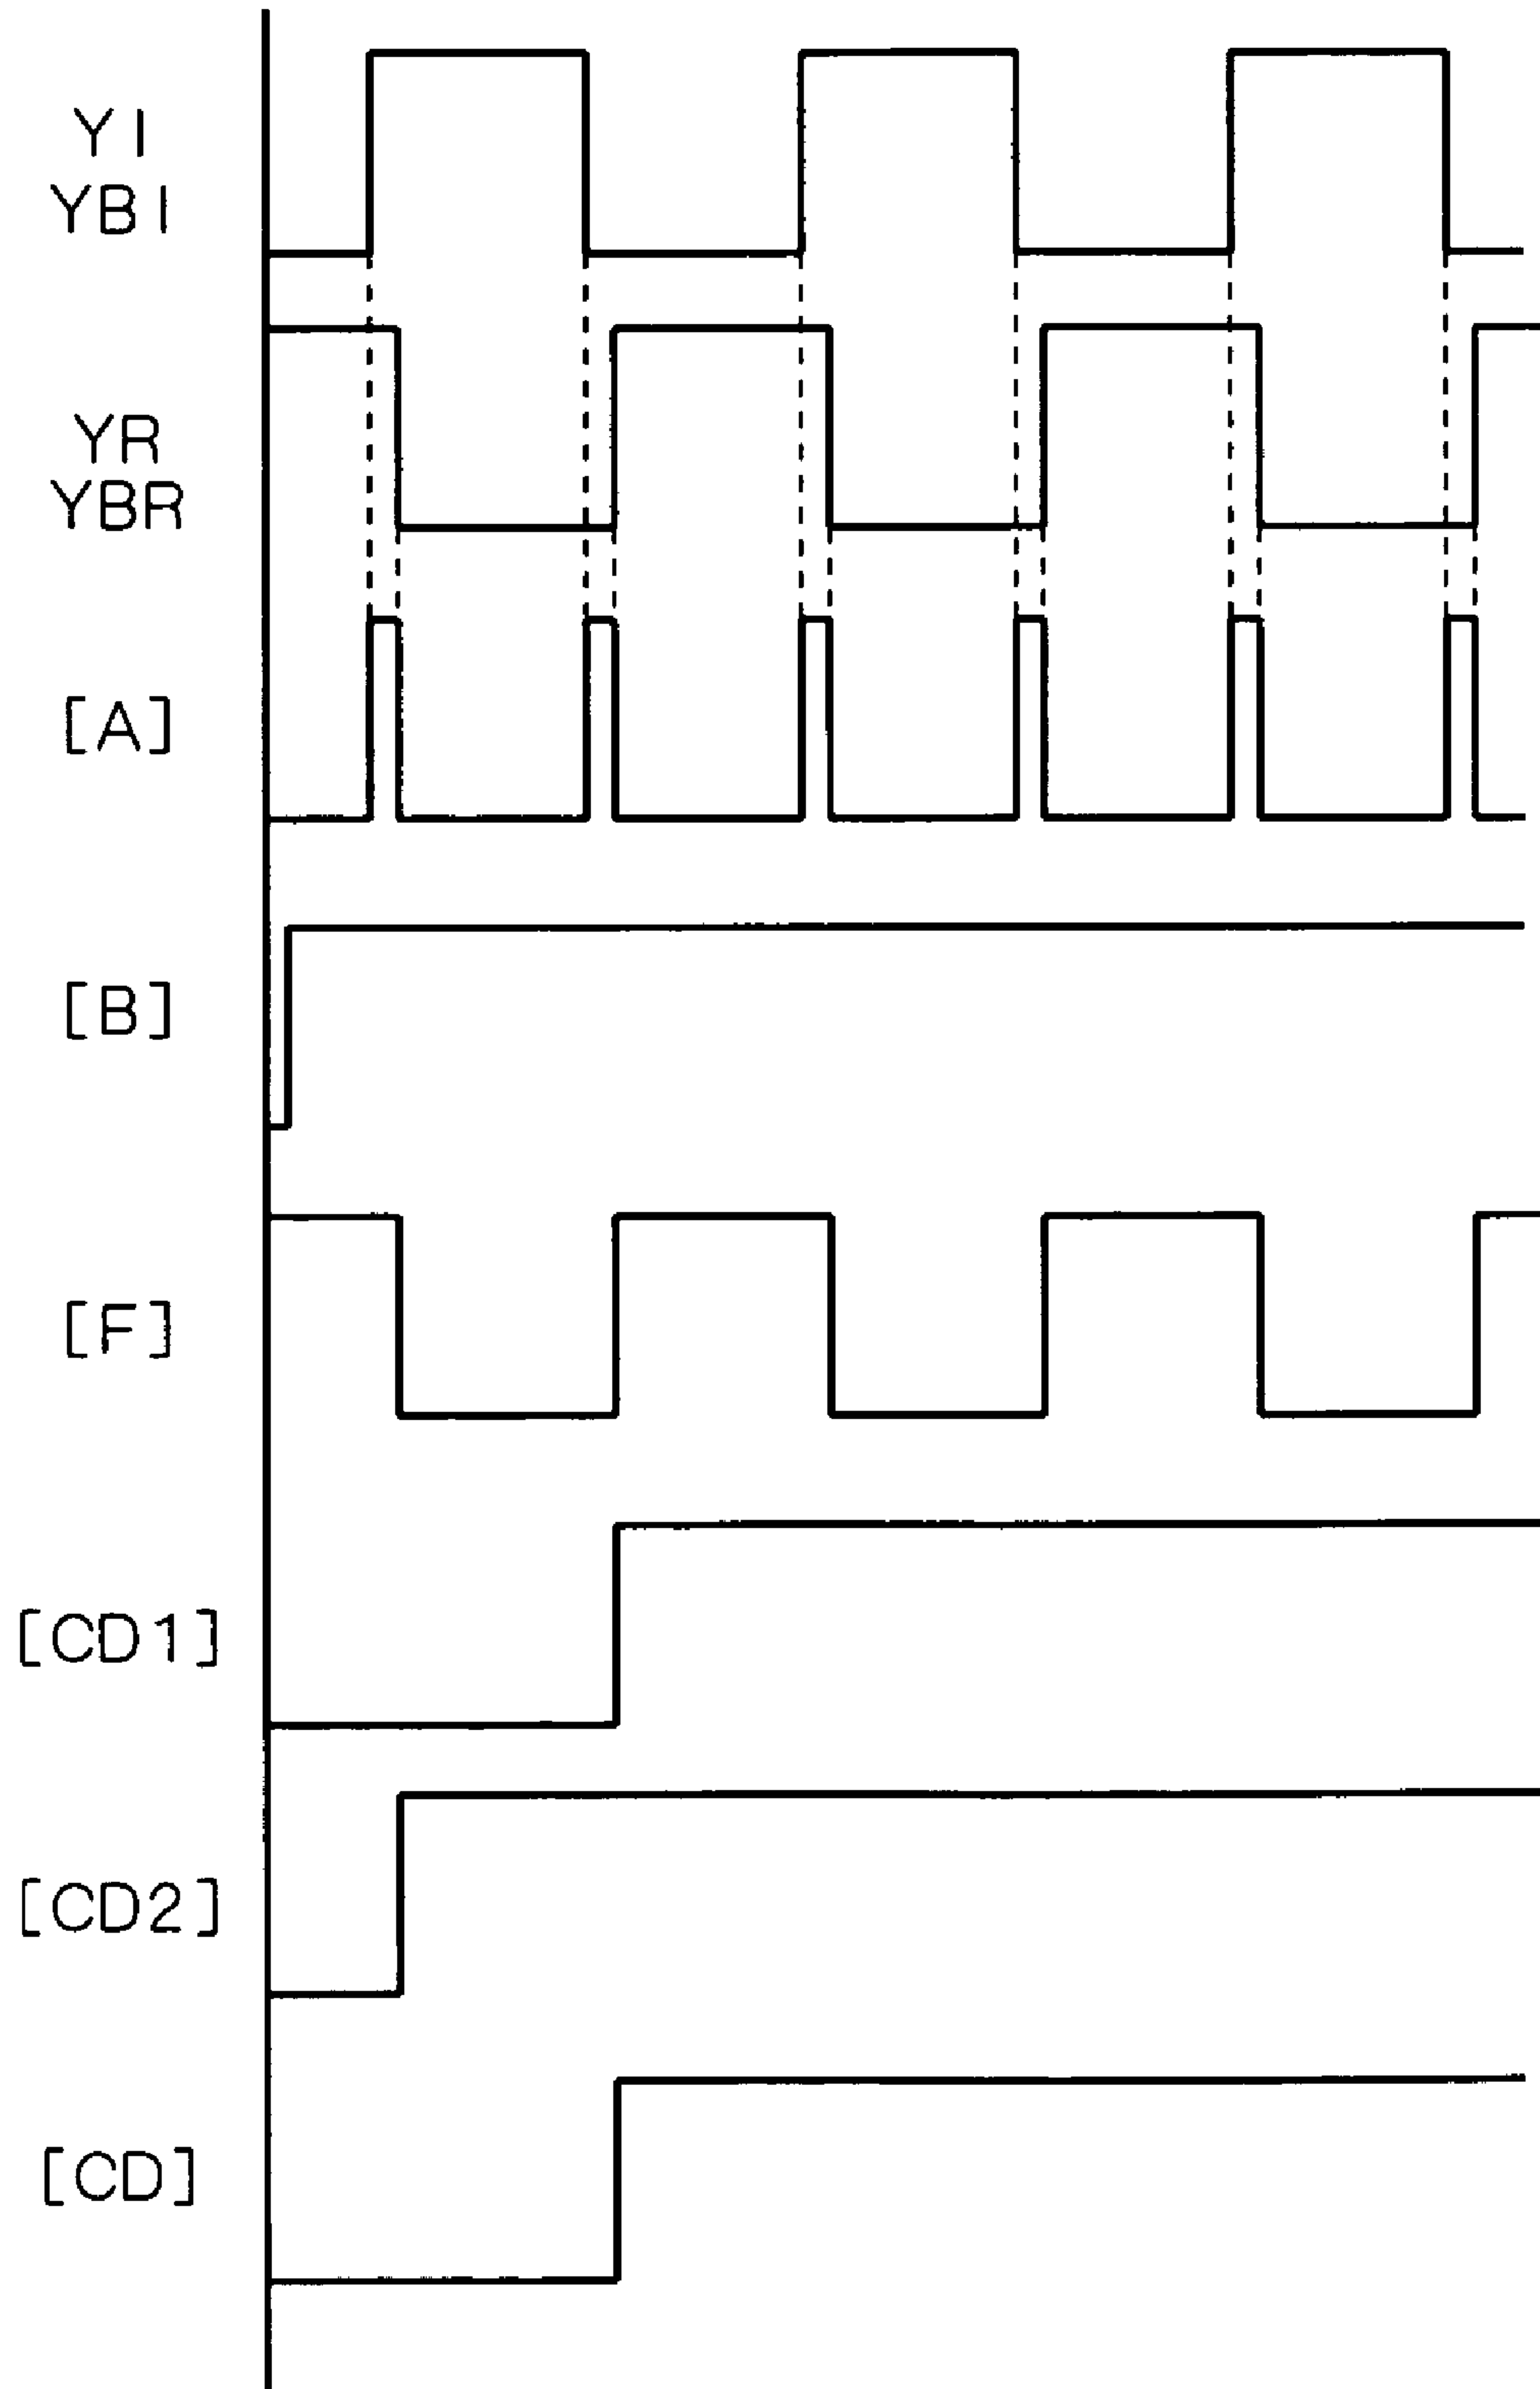 YI
YBI
YR
YBR
[A]
[B]
[F]
[CD1]
[CD2]
[CD]